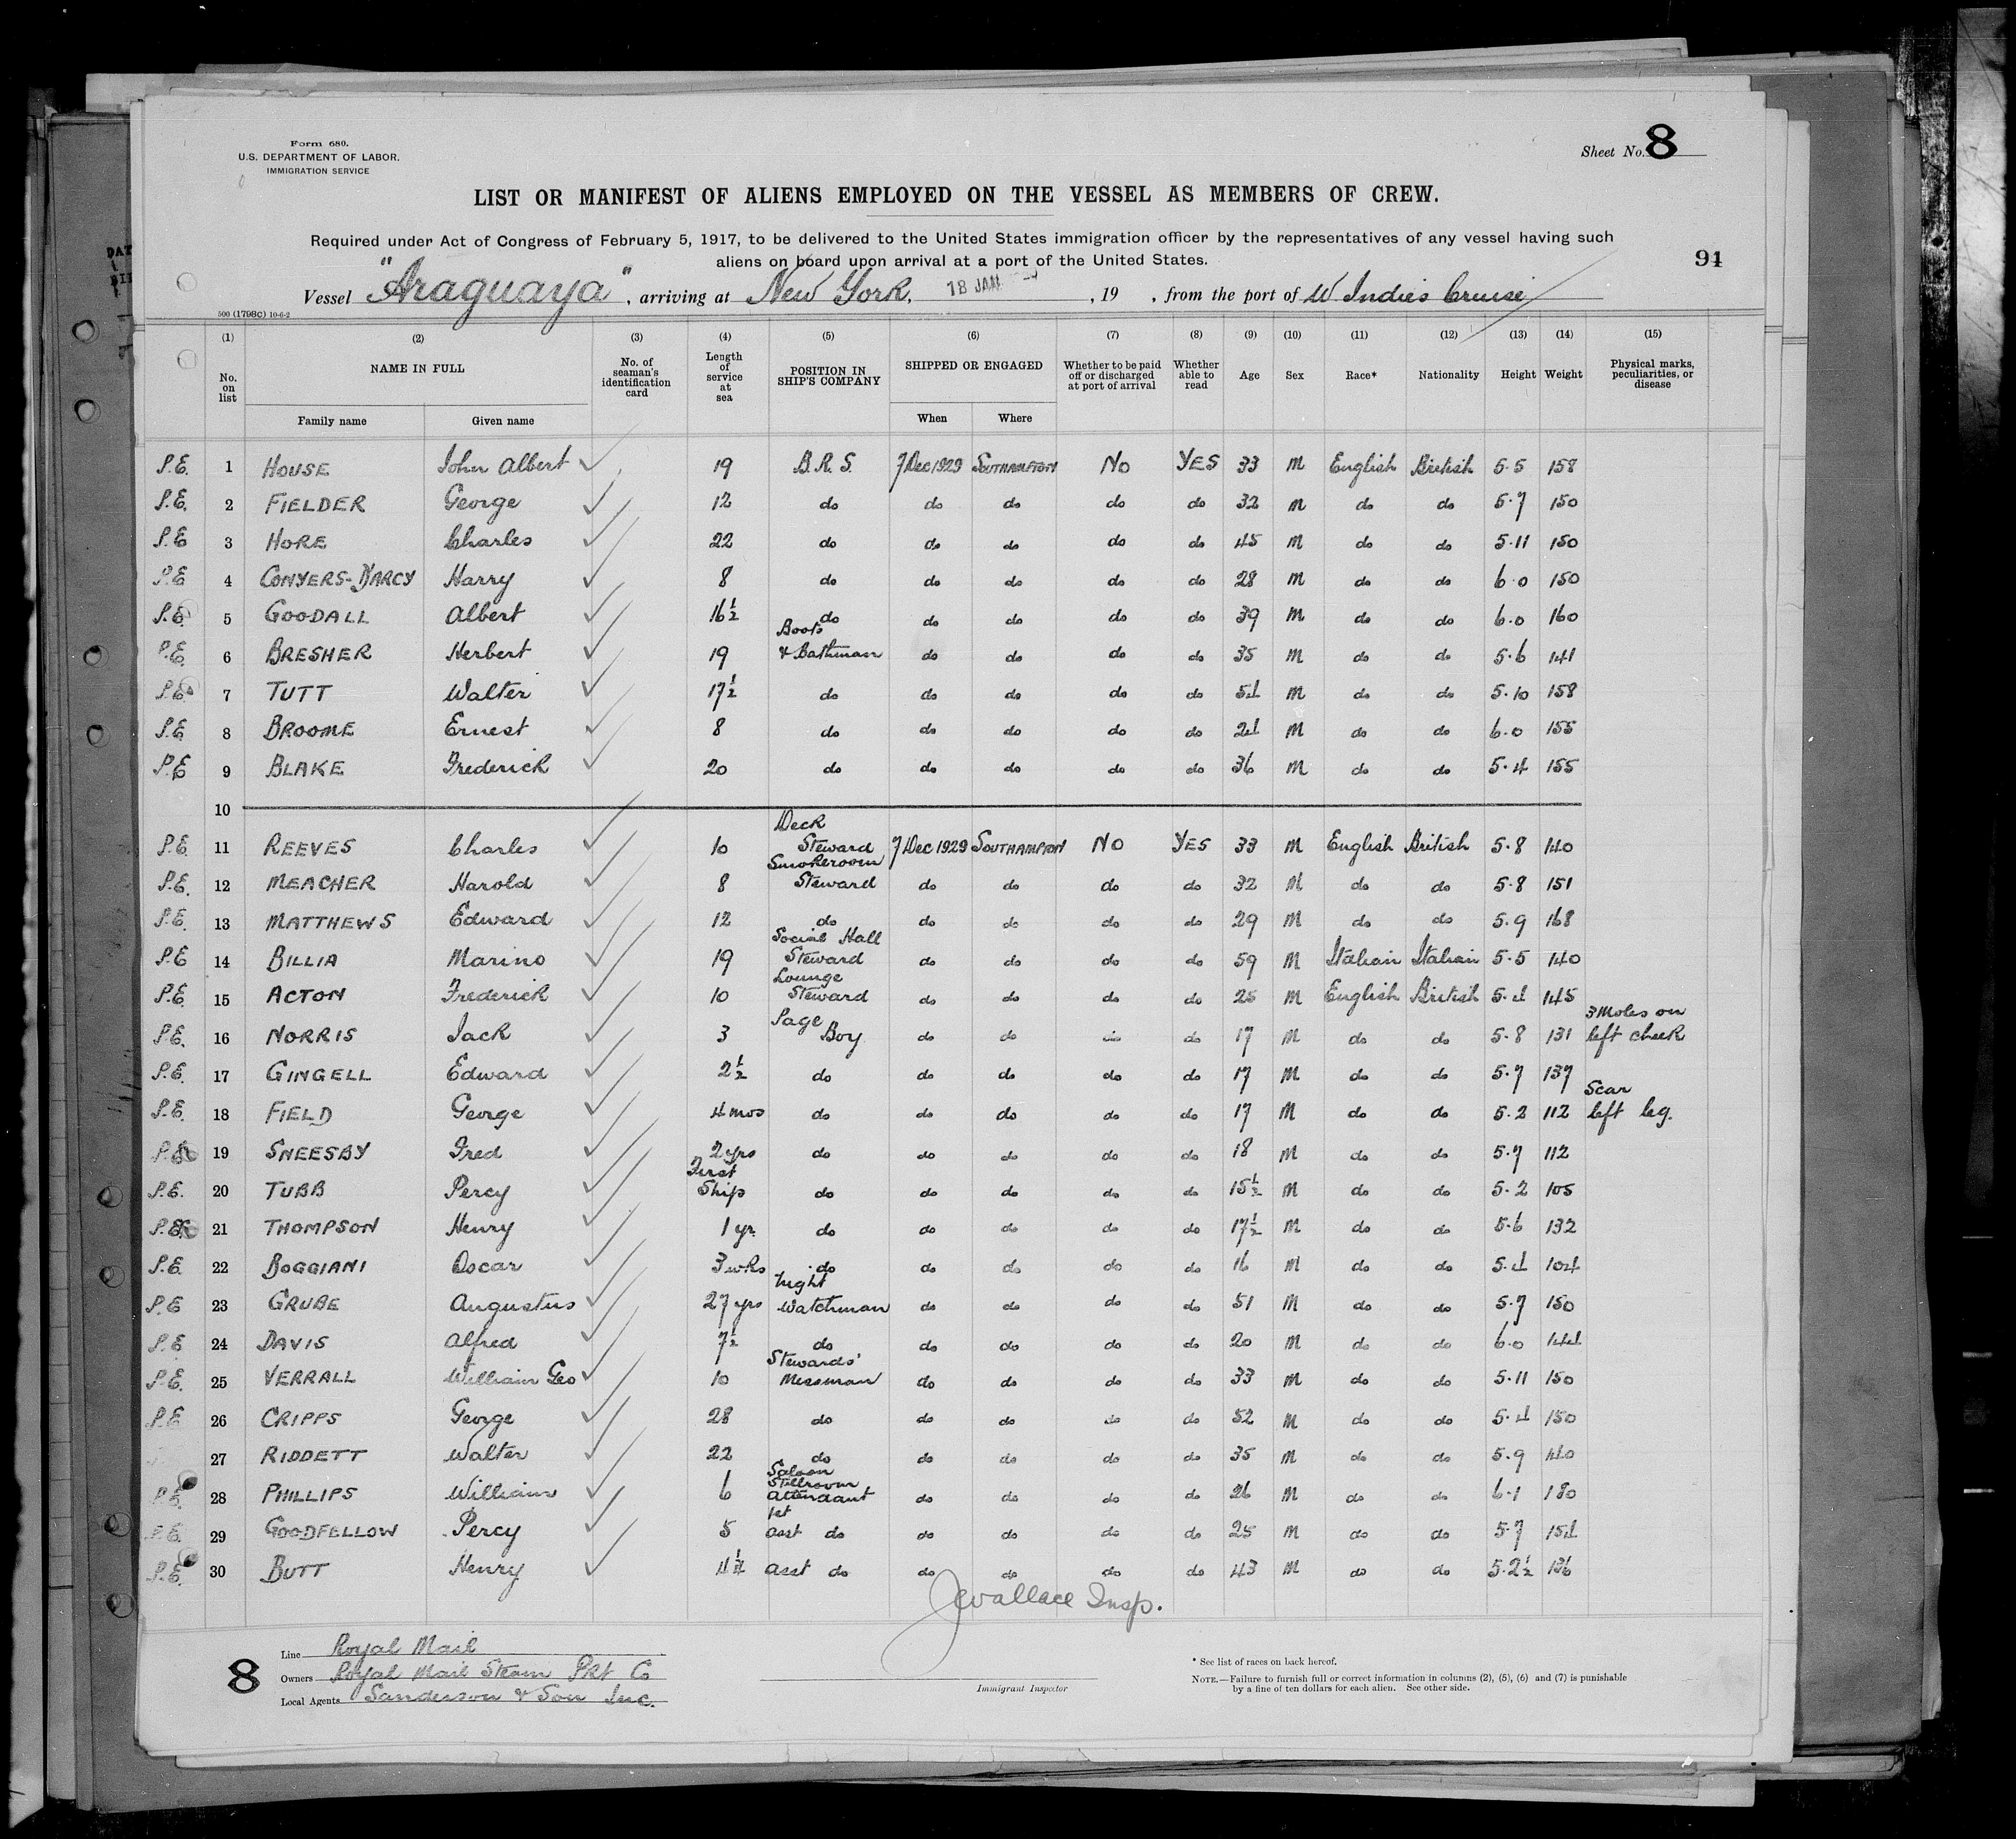 Form 680.
U.S. DEPARTMENT OF LABOR.
IMMIGRATION SERVICE
Sheet No. 8
LIST OR MANIFEST OF ALIENS EMPLOYED ON THE VESSEL AS MEMBERS OF CREW.
Required under Act of Congress of February 5, 1917, to be delivered to the United States immigration officer by the representatives of any vessel having such
aliens on board upon arrival at a port of the United States.
91
Vessel "Araguaya", arriving at New York, 18 JAN , 19 , from the port of W Indies Cruise
500 (1798c) 10-6-2
(1) (2) (3) (4) (5) (6) (7) (8) (9) (10) (11) (12) (13) (14) (15)
No. on list NAME IN FULL No. of seaman's identification card Length of service at sea POSITION IN SHIP'S COMPANY SHIPPED OR ENGAGED Whether to be paid off or discharged at port of arrival Whether able to read Age Sex Race* Nationality Height Weight Physical marks, peculiarities, or disease
Family name Given name When Where
P.E. 1 HOUSE John Albert 19 B.R.S. 7 Dec 1929 SOUTHAMPTON No YES 33 M English British 5.5 158
P.E. 2 FIELDER George 12 do do do do do 32 M do do 5.7 150
P.E 3 HORE Charles 22 do do do do do 45 M do do 5.11 150
P.E 4 CONYERS-D'ARCY Harry 8 do do do do do 28 M do do 6.0 150
P.E. 5 GOODALL Albert 16½ do do do do do 39 M do do 6.0 160
P.E. 6 BRESHER Herbert 19 Boots & Bathman do do do do 35 M do do 5.6 141
P.E. 7 TUTT Walter 17½ do do do do do 51 M do do 5.10 158
P.E 8 BROOME Ernest 8 do do do do do 21 M do do 6.0 155
P.E 9 BLAKE Frederick 20 do do do do do 36 M do do 5.4 155
10
P.E. 11 REEVES Charles 10 Deck Steward 7 Dec 1929 SOUTHAMPTON NO YES 33 M English British 5.8 140
P.E. 12 MEACHER Harold 8 Smokeroom Steward do do do do 32 M do do 5.8 151
P.E. 13 MATTHEWS Edward 12 do do do do do 29 M do do 5.9 168
P.E 14 BILLIA Marino 19 Social Hall Steward do do do do 59 M Italian Italian 5.5 140
P.E. 15 ACTON Frederick 10 Lounge Steward do do do do 25 M English British 5.4 145
P.E. 16 NORRIS Jack 3 Page Boy do do do do 17 M do do 5.8 131 3 Moles on left cheek
P.E. 17 GINGELL Edward 2½ do do do do do 17 M do do 5.7 137
P.E. 18 FIELD George 4 mos do do do do do 17 M do do 5.2 112 Scar left leg.
P.E. 19 SNEESBY Fred 2 yrs do do do do do 18 M do do 5.7 112
P.E. 20 TUBB Percy First Ship do do do do do 15½ M do do 5.2 105
P.E. 21 THOMPSON Henry 1 yr. do do do do do 17½ M do do 5.6 132
P.E. 22 BOGGIANI Oscar 3 wks do do do do do 16 M do do 5.4 104
P.E 23 GRUBE Augustus 27 yrs Night Watchman do do do do 51 M do do 5.7 150
P.E 24 DAVIS Alfred 7½ do do do do do 20 M do do 6.0 144
P.E. 25 VERRALL William Geo 10 Stewards' Messman do do do do 33 M do do 5.11 150
P.E 26 CRIPPS George 28 do do do do do 52 M do do 5.4 150
27 RIDDETT Walter 22 do do do do do 35 M do do 5.9 140
P.E. 28 PHILLIPS William 6 Saloon Stillroom attendant do do do do 26 M do do 6.1 180
P.E. 29 GOODFELLOW Percy 5 1st asst do do do do do 25 M do do 5.7 154
P.E. 30 BUTT Henry asst do do do do do 43 M do do 5.2½ 136
J Wallace Insp.
Immigrant Inspector
8
Line Royal Mail
Owners Royal Mail Steam Pkt Co
Local Agents Sanderson & Son Inc.
* See list of races on back hereof.
NOTE.—Failure to furnish full or correct information in columns (2), (5), (6) and (7) is punishable
by a fine of ten dollars for each alien. See other side.